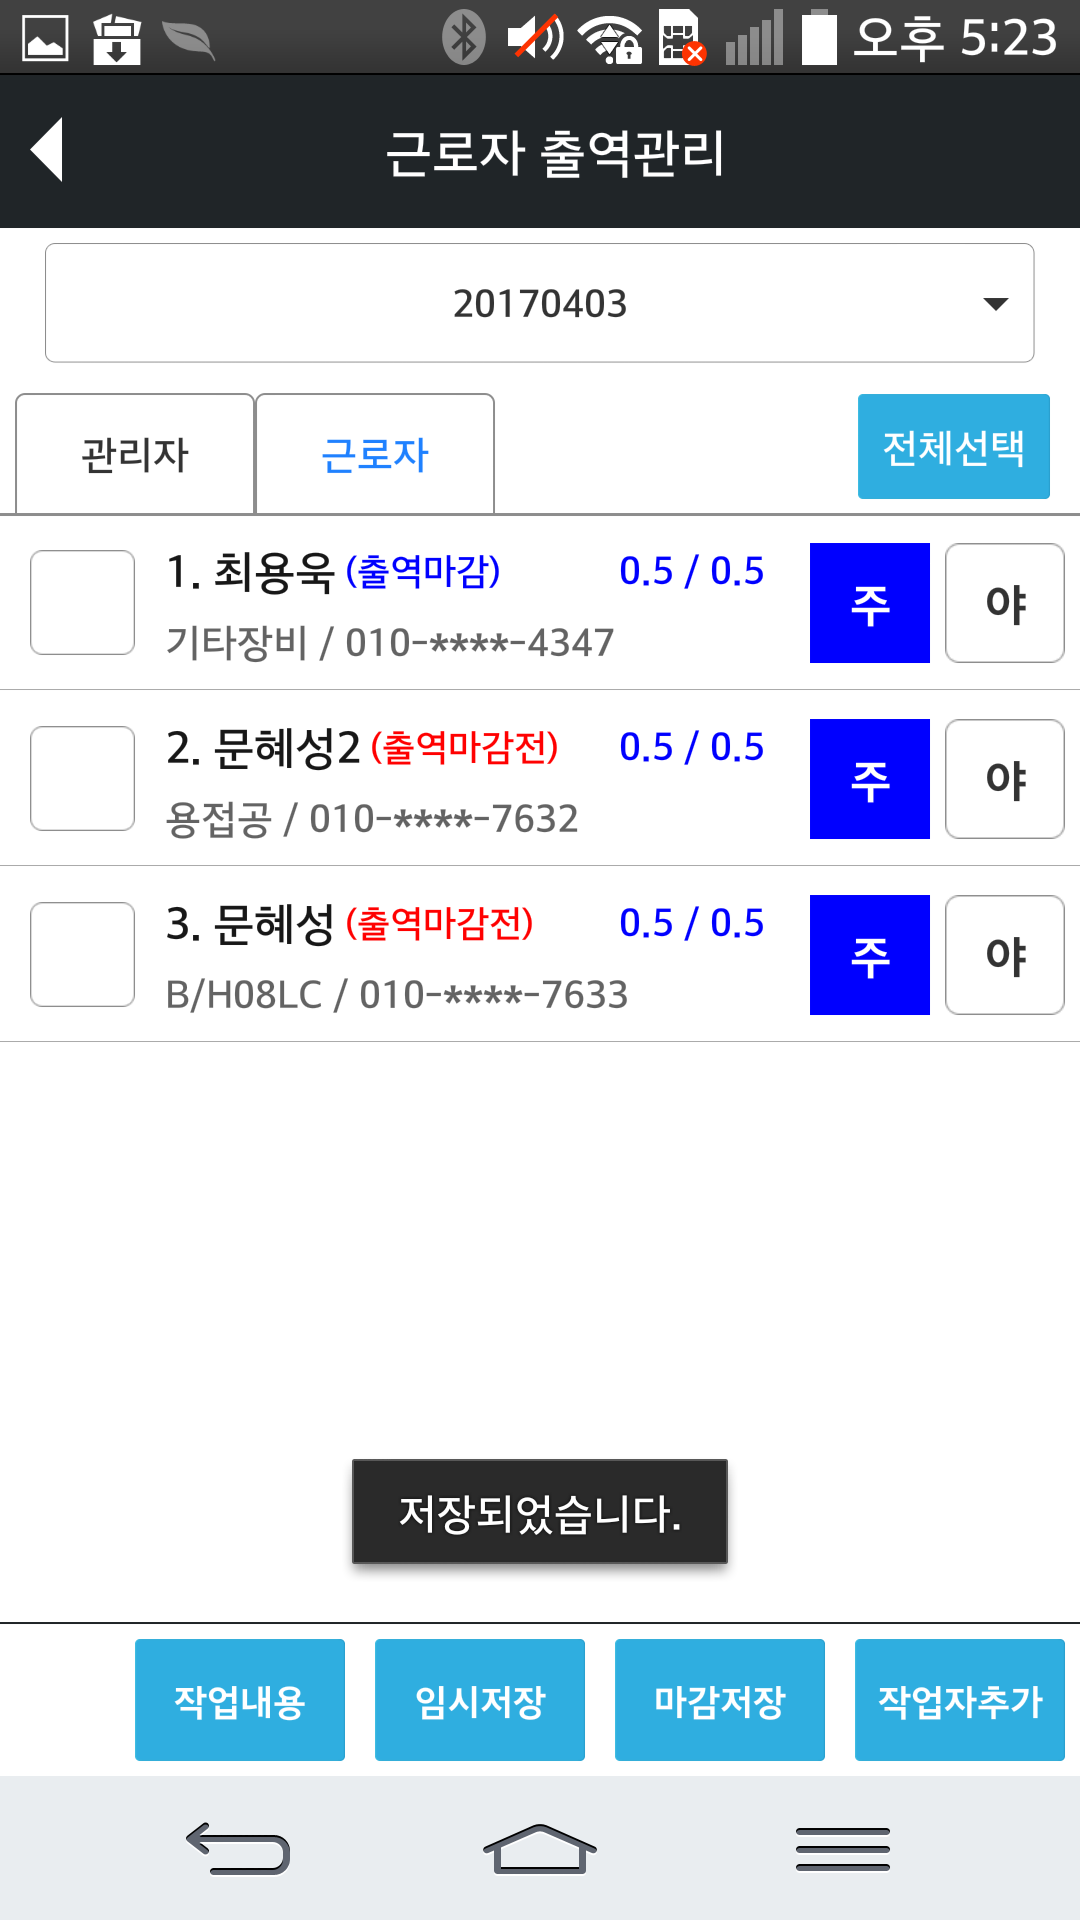 오후 5:23
근로자 출역관리
20170403
관리자
근로자
전체선택
1. 최용욱 (출역마감) 0.5 / 0.5 주 야
기타장비 / 010-****-4347
2. 문혜성2 (출역마감전) 0.5 / 0.5 주 야
용접공 / 010-****-7632
3. 문혜성 (출역마감전) 0.5 / 0.5 주 야
B/H08LC / 010-****-7633
저장되었습니다.
작업내용
임시저장
마감저장
작업자추가